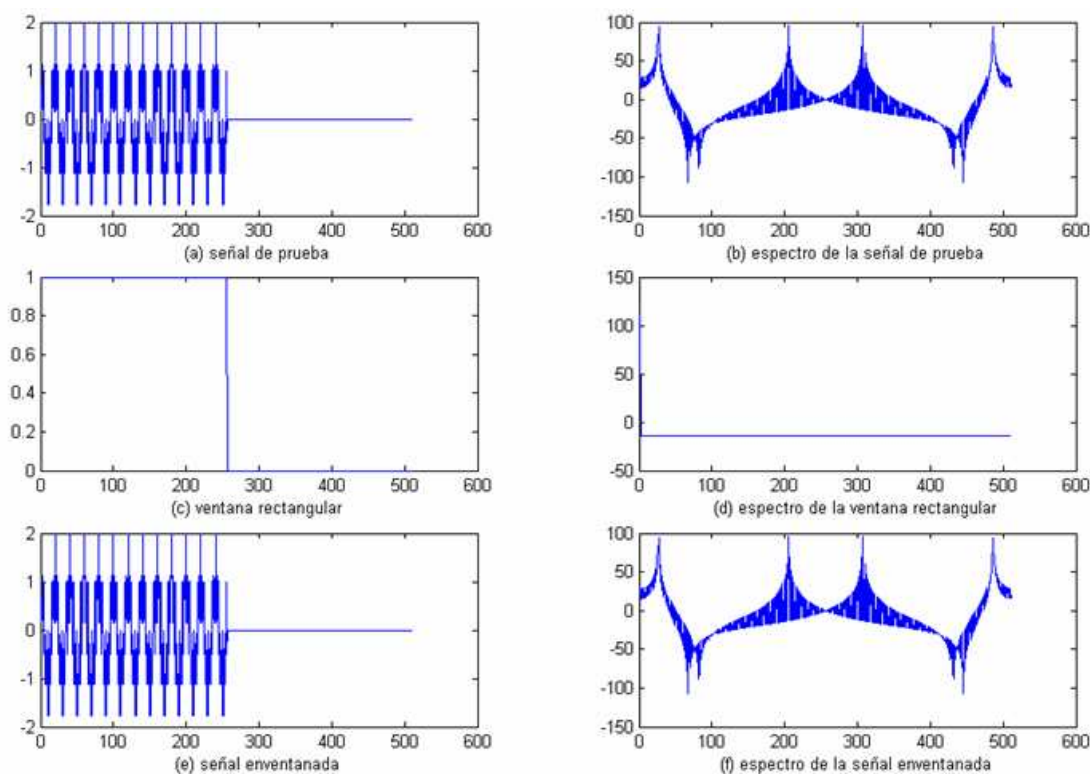 2
1
0
-1
-2
0 100 200 300 400 500 600
(a) señal de prueba
100
50
0
-50
-100
-150
0 100 200 300 400 500 600
(b) espectro de la señal de prueba
1
0.8
0.6
0.4
0.2
0
0 100 200 300 400 500 600
(c) ventana rectangular
150
100
50
0
-50
0 100 200 300 400 500 600
(d) espectro de la ventana rectangular
2
1
0
-1
-2
0 100 200 300 400 500 600
(e) señal enventanada
100
50
0
-50
-100
-150
0 100 200 300 400 500 600
(f) espectro de la señal enventanada